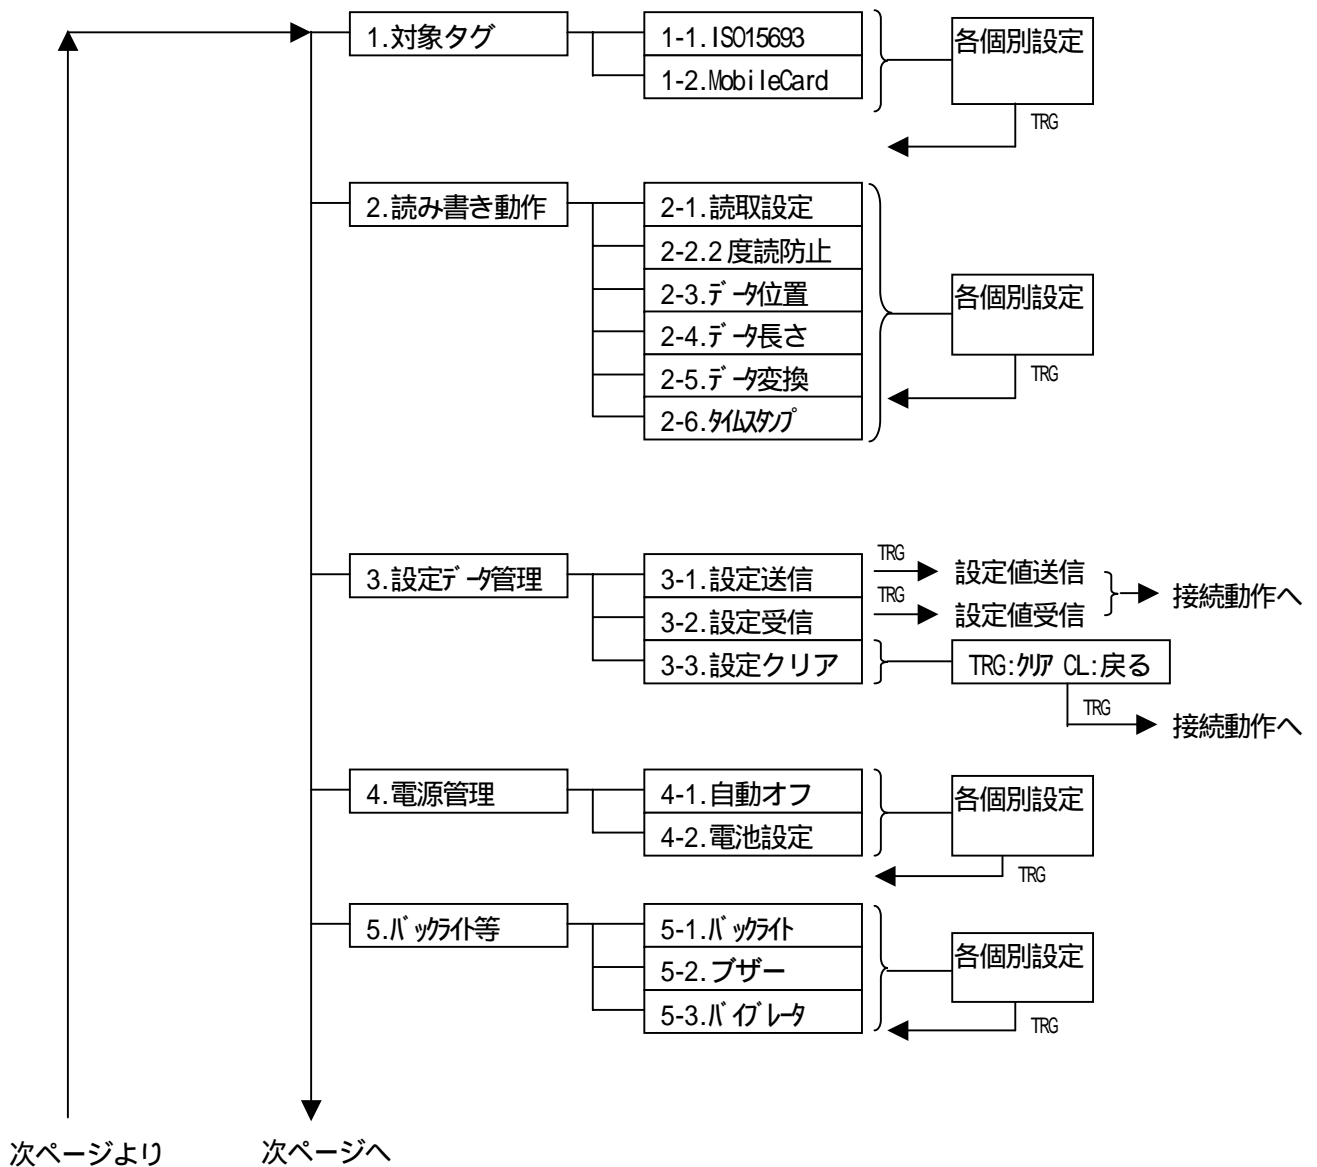 1.対象タグ
1-1.ISO15693
1-2.MobileCard
各個別設定
TRG
2.読み書き動作
2-1.読取設定
2-2.2度読防止
2-3.ﾃﾞｰﾀ位置
2-4.ﾃﾞｰﾀ長さ
2-5.ﾃﾞｰﾀ変換
2-6.ﾀｲﾑｽﾀﾝﾌﾟ
各個別設定
TRG
3.設定ﾃﾞｰﾀ管理
3-1.設定送信
TRG
設定値送信
3-2.設定受信
TRG
設定値受信
接続動作へ
3-3.設定クリア
TRG:ｸﾘｱ CL:戻る
TRG
接続動作へ
4.電源管理
4-1.自動オフ
4-2.電池設定
各個別設定
TRG
5.ﾊﾞｯｸﾗｲﾄ等
5-1.ﾊﾞｯｸﾗｲﾄ
5-2.ブザー
5-3.ﾊﾞｲﾌﾞﾚｰﾀ
各個別設定
TRG
次ページより
次ページへ